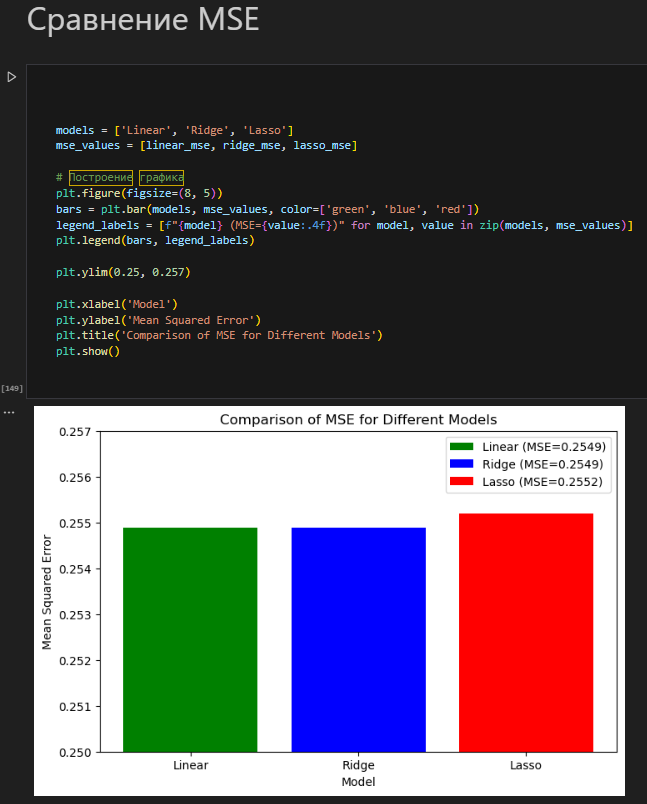 Сравнение MSE
models = ['Linear', 'Ridge', 'Lasso']
mse_values = [linear_mse, ridge_mse, lasso_mse]
# Построение графика
plt.figure(figsize=(8, 5))
bars = plt.bar(models, mse_values, color=['green', 'blue', 'red'])
legend_labels = [f"{model} (MSE={value:.4f})" for model, value in zip(models, mse_values)]
plt.legend(bars, legend_labels)
plt.ylim(0.25, 0.257)
plt.xlabel('Model')
plt.ylabel('Mean Squared Error')
plt.title('Comparison of MSE for Different Models')
plt.show()
[149]
...
Comparison of MSE for Different Models
Linear (MSE=0.2549)
Ridge (MSE=0.2549)
Lasso (MSE=0.2552)
0.257
0.256
0.255
0.254
0.253
0.252
0.251
0.250
Mean Squared Error
Linear Ridge Lasso
Model